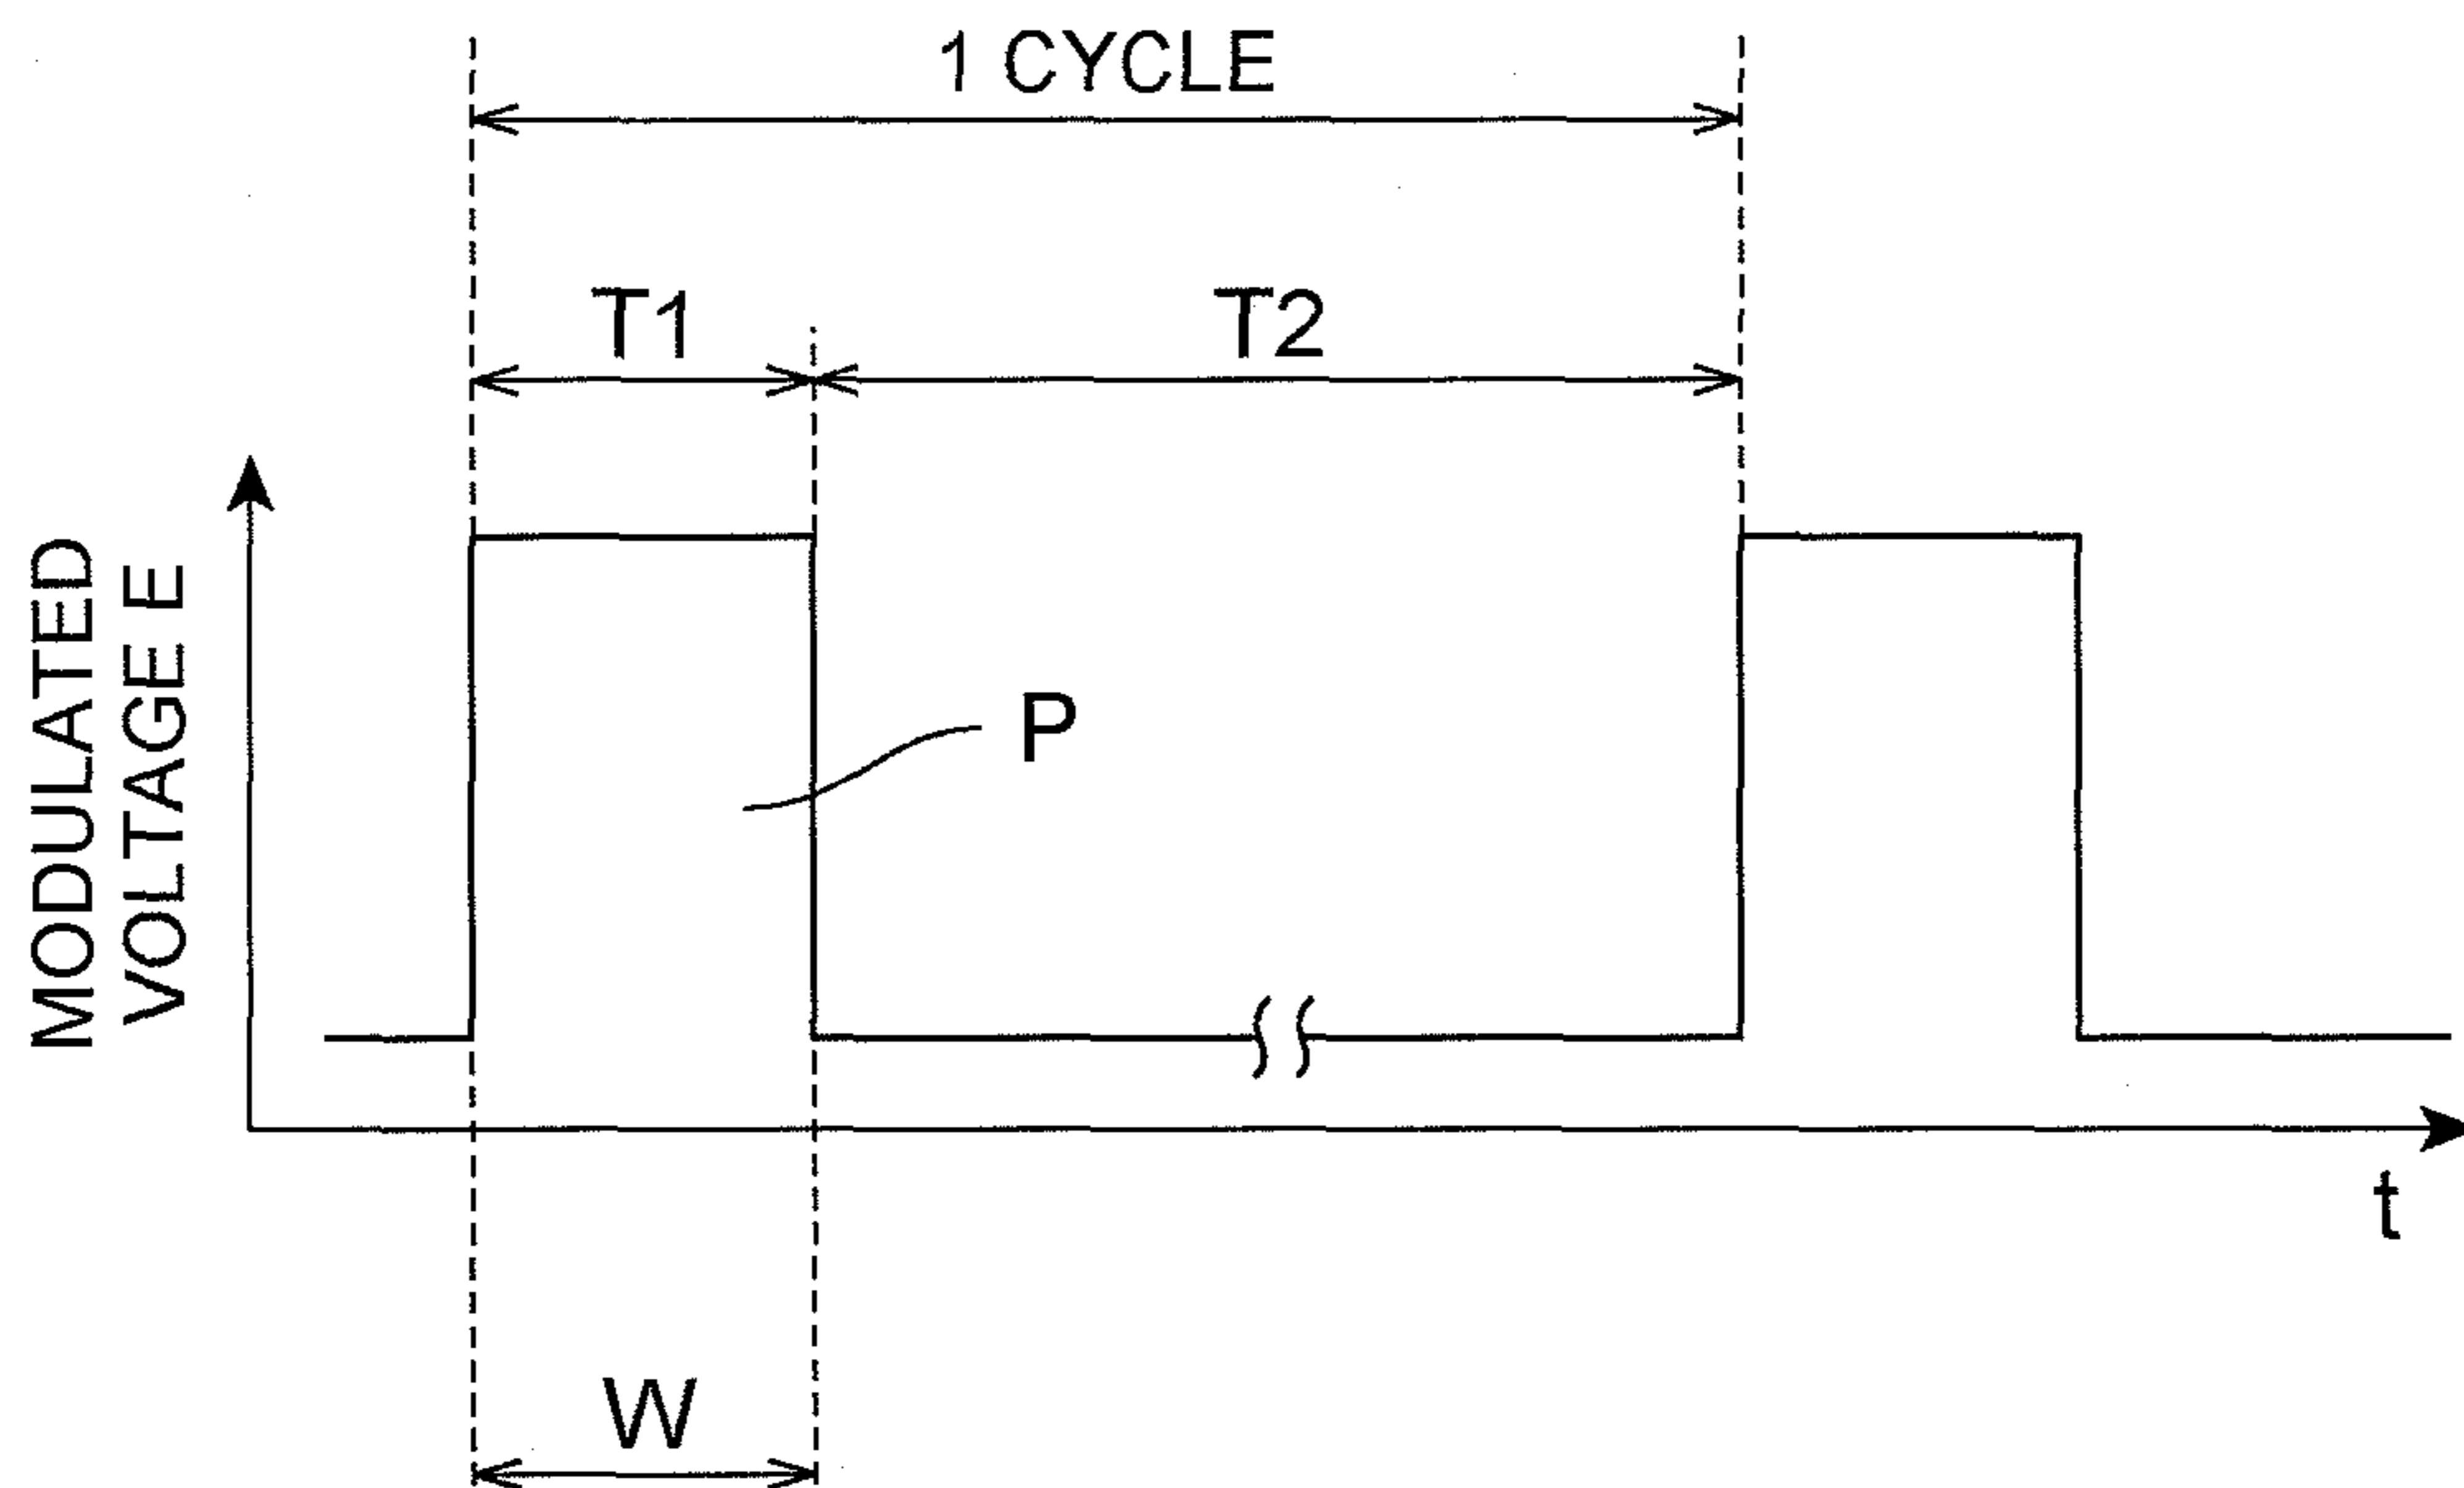 1 CYCLE
T1
T2
MODULATED
VOLTAGE E
P
t
W